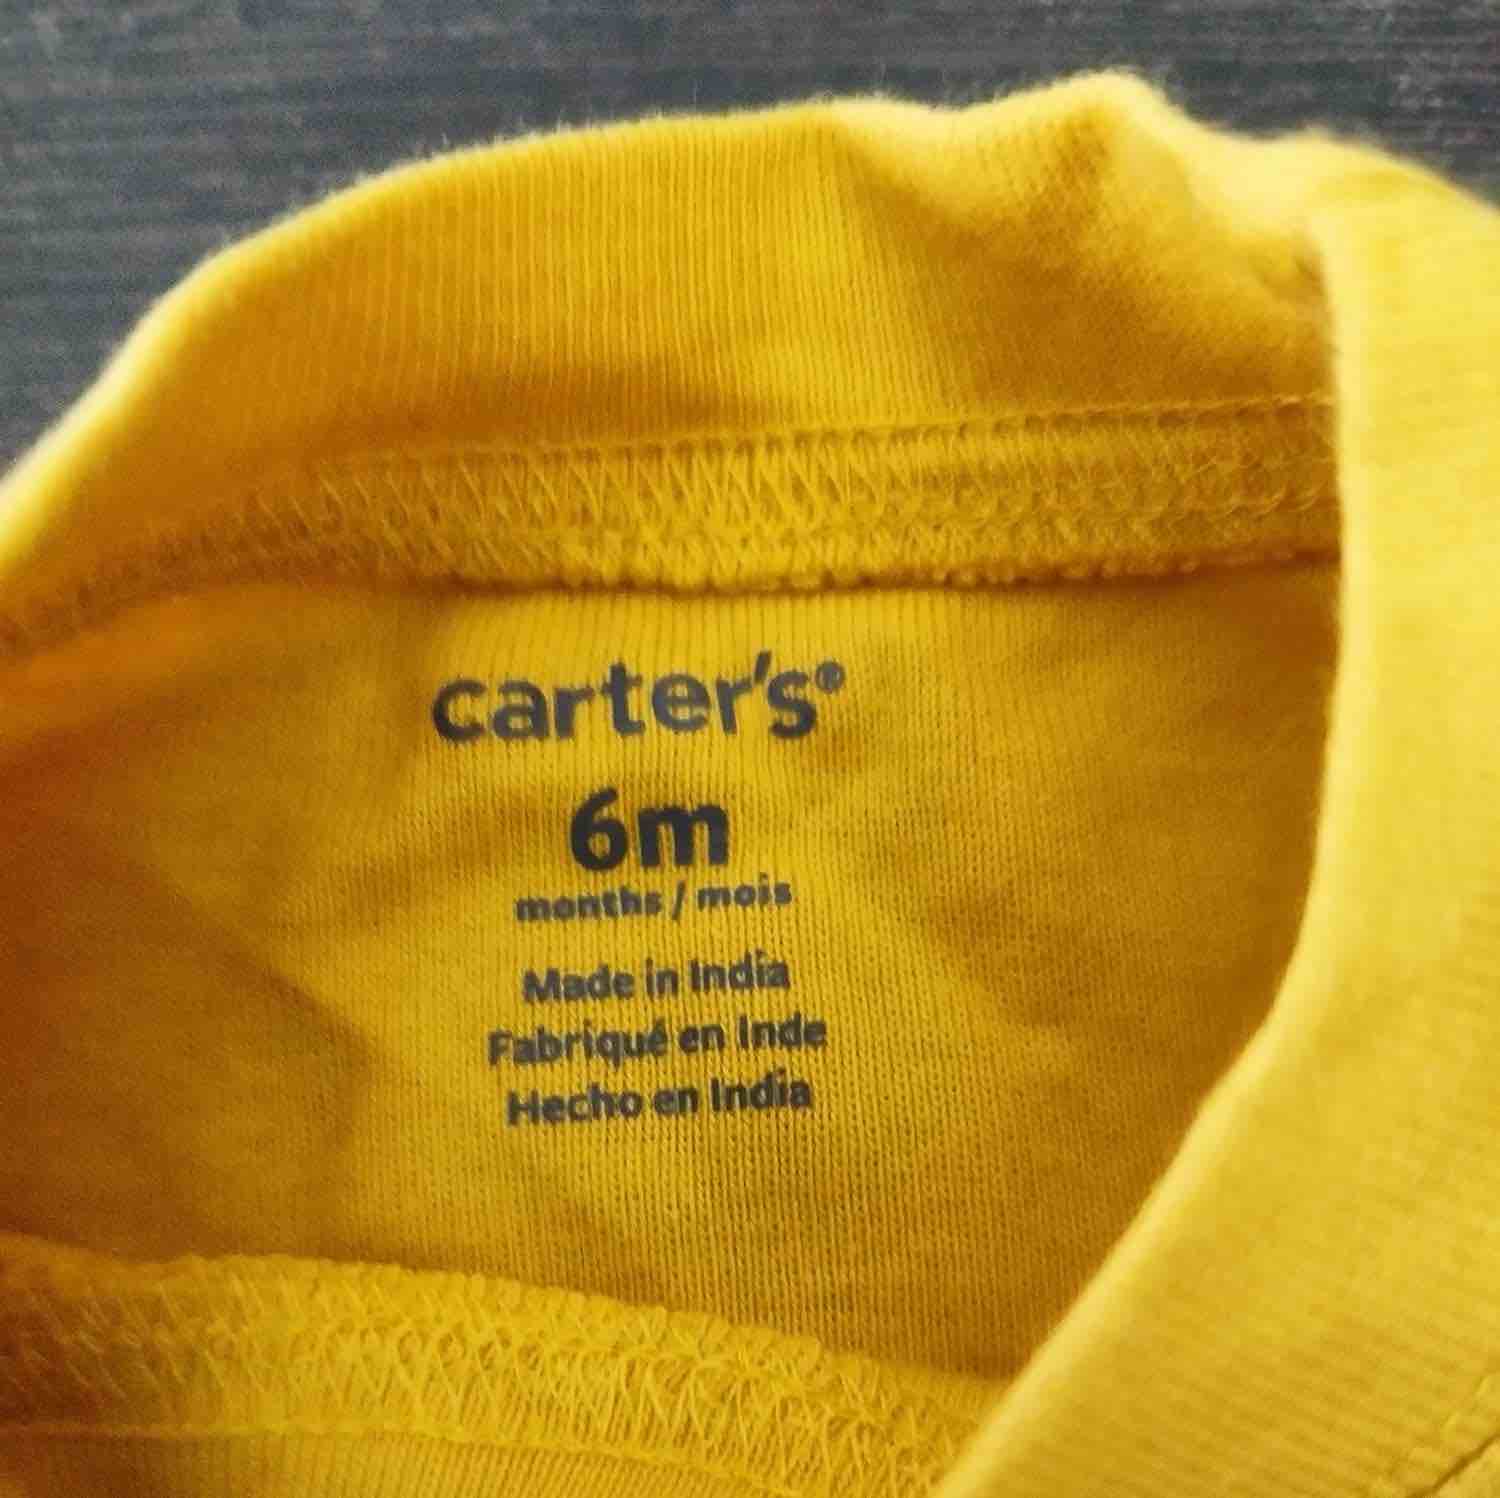 carter's®
6m
months / mois
Made in India
Fabriqué en Inde
Hecho en India